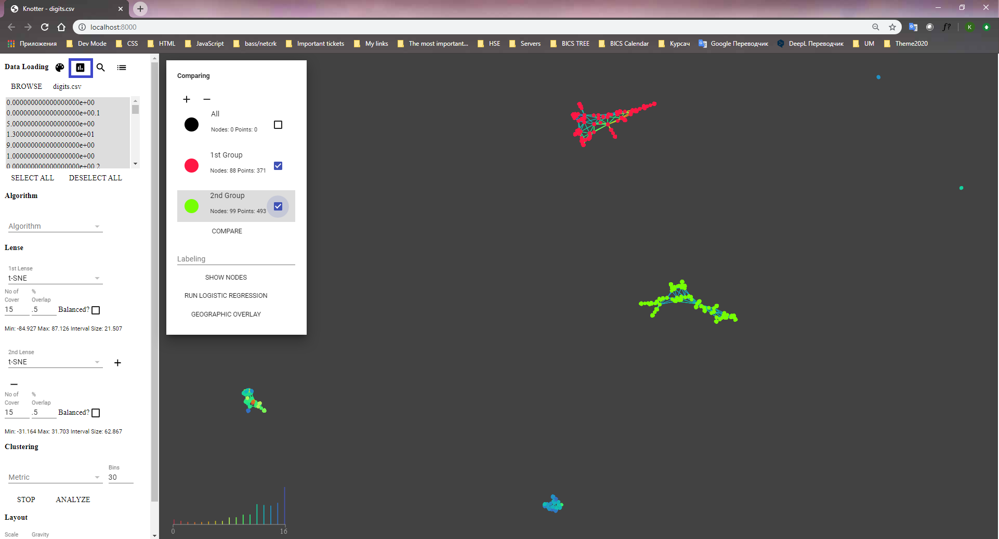 Knotter - digits.csv
localhost:8000
f?
K
Приложения Dev Mode CSS HTML JavaScript bass/netcrk Important tickets My links The most important... HSE Servers BICS TREE BICS Calendar Курсач Google Переводчик DeepL Переводчик UM Theme2020
Data Loading
BROWSE digits.csv
0.000000000000000000e+00
0.000000000000000000e+00.1
5.000000000000000000e+00
1.300000000000000000e+01
9.000000000000000000e+00
1.000000000000000000e+00
0.000000000000000000e+00.2
SELECT ALL DESELECT ALL
Algorithm
Algorithm
Lense
1st Lense
t-SNE
No of Cover
% Overlap
15 .5 Balanced?
Min: -84.927 Max: 87.126 Interval Size: 21.507
2nd Lense
t-SNE
No of Cover
% Overlap
15 .5 Balanced?
Min: -31.164 Max: 31.703 Interval Size: 62.867
Clustering
Metric
Bins
30
STOP ANALYZE
Layout
Scale Gravity
Comparing
All
Nodes: 0 Points: 0
1st Group
Nodes: 88 Points: 371
2nd Group
Nodes: 99 Points: 493
COMPARE
Labeling
SHOW NODES
RUN LOGISTIC REGRESSION
GEOGRAPHIC OVERLAY
0 16